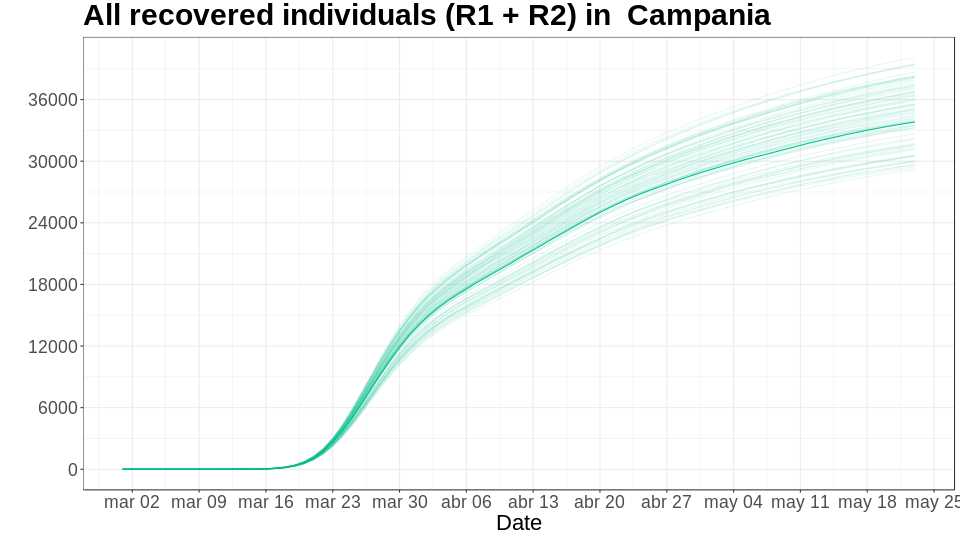 All recovered individuals (R1 + R2) in  Campania
36000
30000
24000
18000
12000
6000
0
mar 02 mar 09 mar 16 mar 23 mar 30 abr 06 abr 13 abr 20 abr 27 may 04 may 11 may 18 may 25
Date